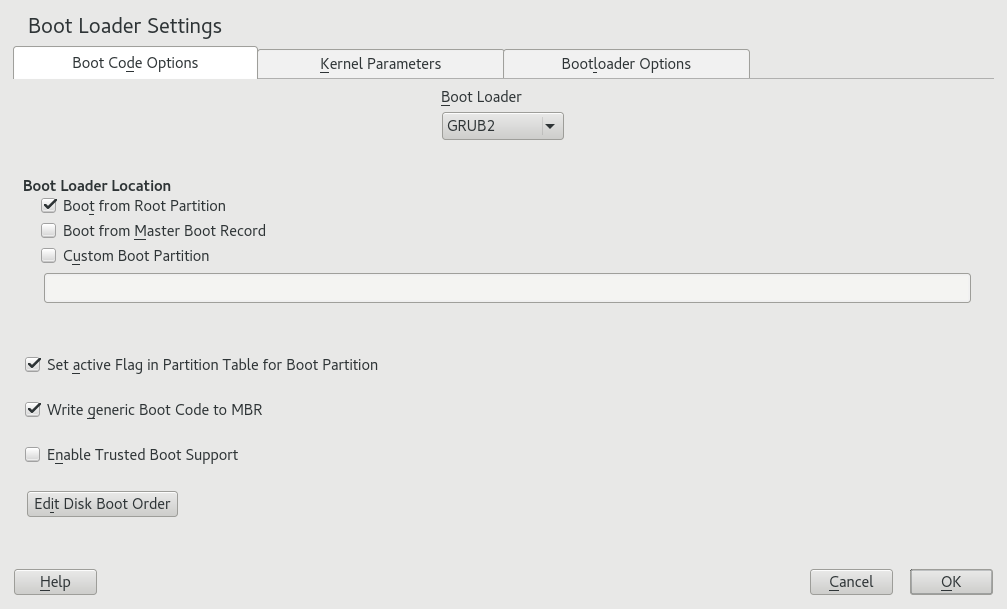 Boot Loader Settings
Boot Code Options
Kernel Parameters
Bootloader Options
Boot Loader
GRUB2
Boot Loader Location
Boot from Root Partition
Boot from Master Boot Record
Custom Boot Partition
Set active Flag in Partition Table for Boot Partition
Write generic Boot Code to MBR
Enable Trusted Boot Support
Edit Disk Boot Order
Help
Cancel
OK